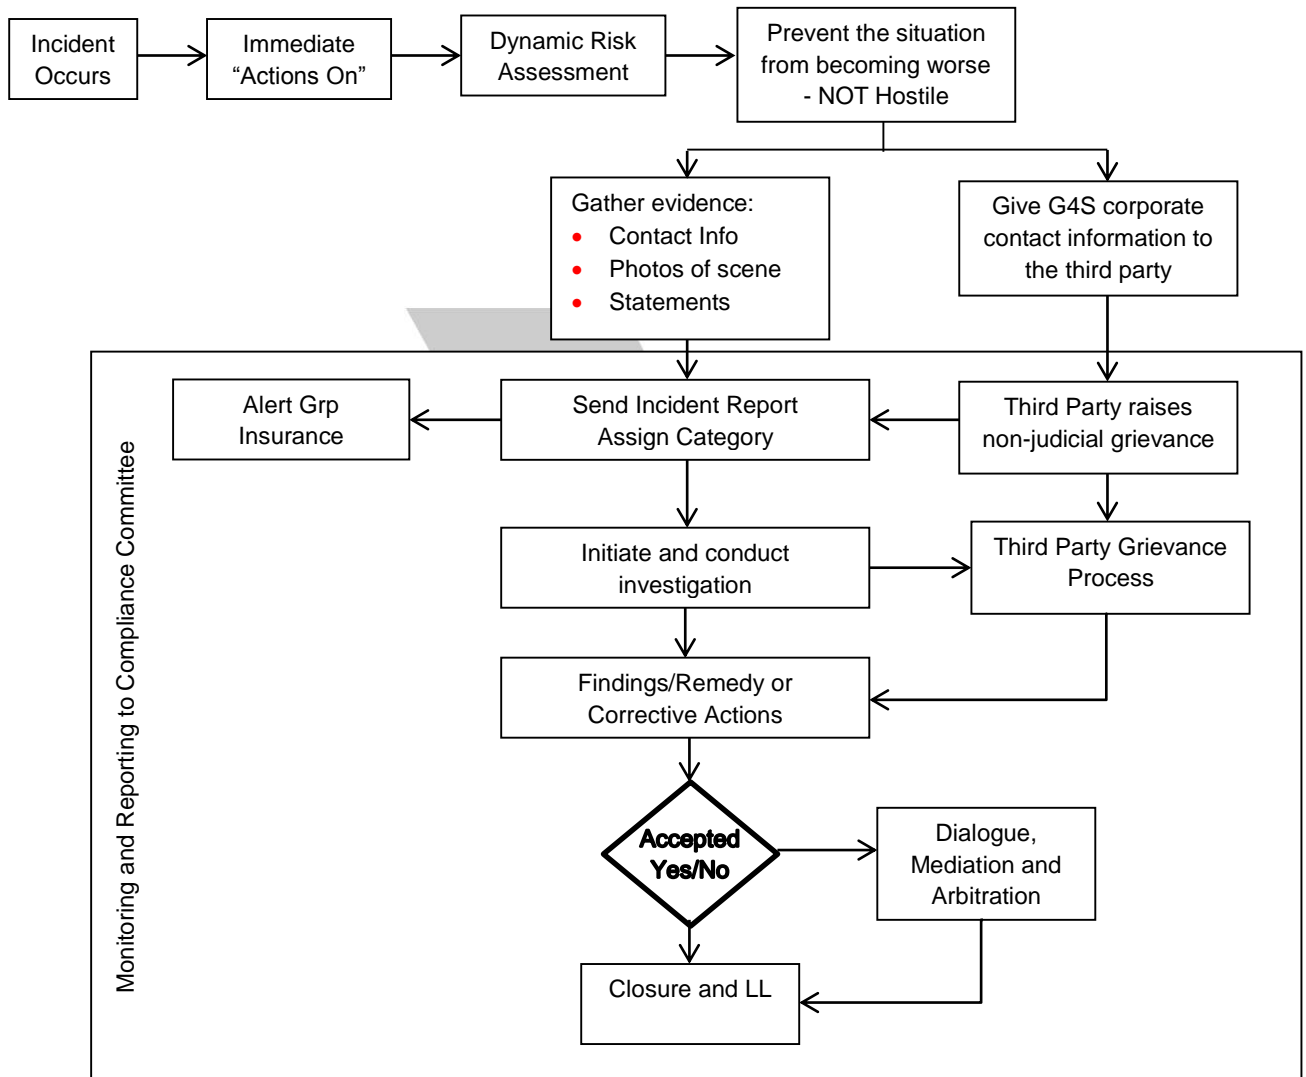 Incident
Occurs
Immediate
“Actions On”
Dynamic Risk
Assessment
Prevent the situation
from becoming worse
- NOT Hostile
Gather evidence:
• Contact Info
• Photos of scene
• Statements
Give G4S corporate
contact information to
the third party
Monitoring and Reporting to Compliance Committee
Alert Grp
Insurance
Send Incident Report
Assign Category
Third Party raises
non-judicial grievance
Initiate and conduct
investigation
Third Party Grievance
Process
Findings/Remedy or
Corrective Actions
Accepted
Yes/No
Dialogue,
Mediation and
Arbitration
Closure and LL